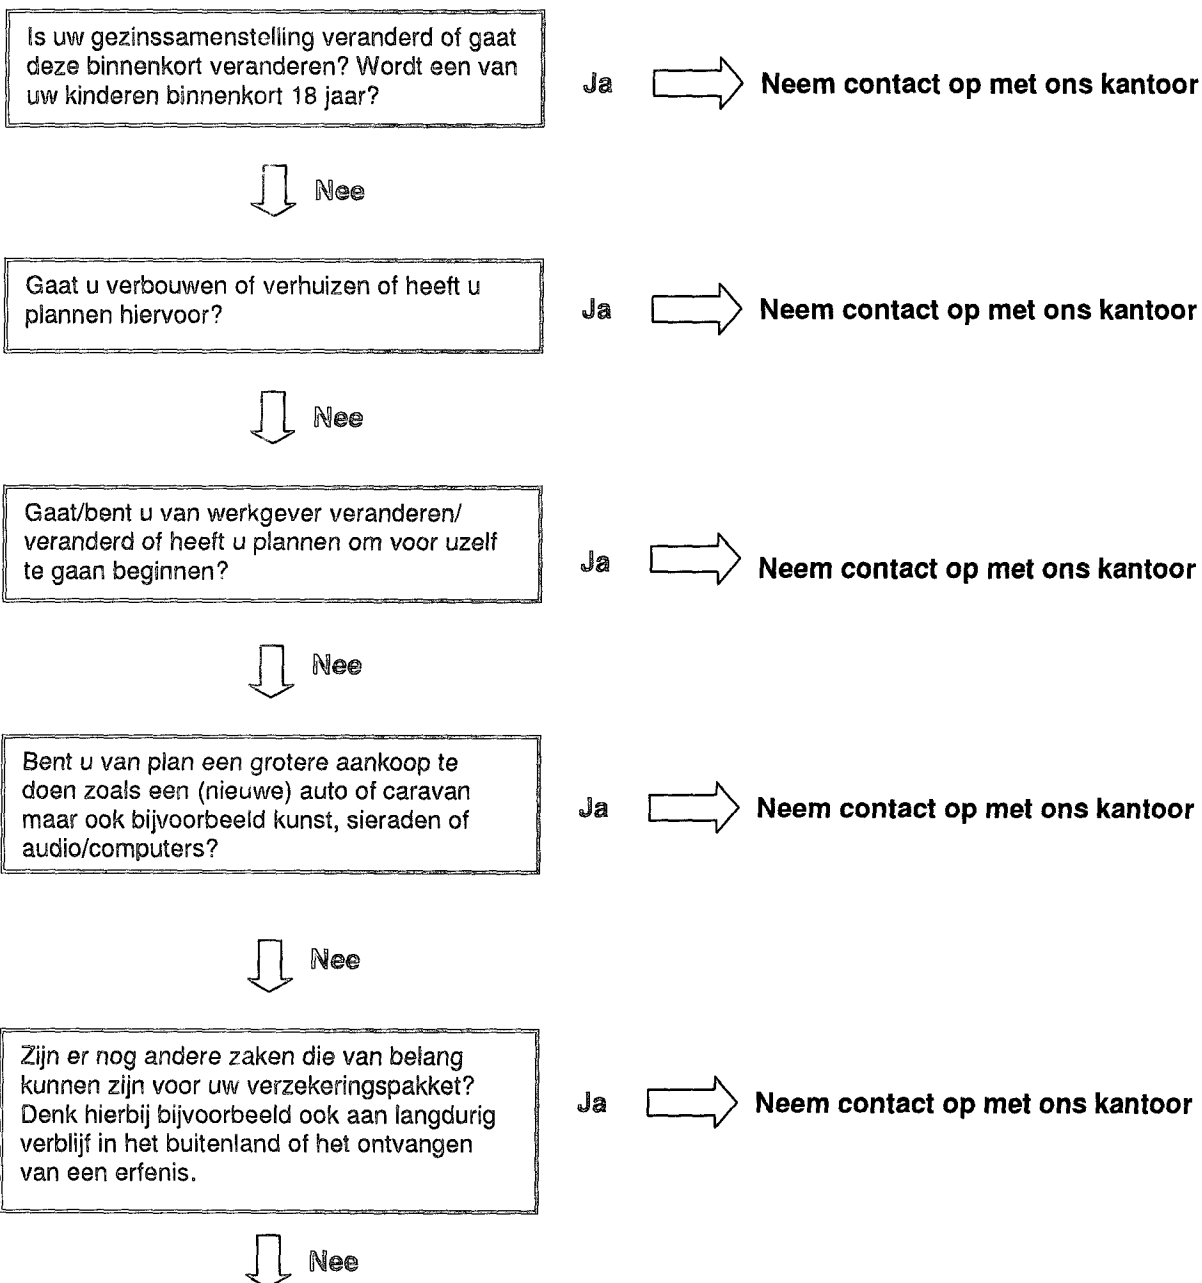 Is uw gezinssamenstelling veranderd of gaat
deze binnenkort veranderen? Wordt een van
uw kinderen binnenkort 18 jaar?
Ja
Neem contact op met ons kantoor
Nee
Gaat u verbouwen of verhuizen of heeft u
plannen hiervoor?
Ja
Neem contact op met ons kantoor
Nee
Gaat/bent u van werkgever veranderen/
veranderd of heeft u plannen om voor uzelf
te gaan beginnen?
Ja
Neem contact op met ons kantoor
Nee
Bent u van plan een grotere aankoop te
doen zoals een (nieuwe) auto of caravan
maar ook bijvoorbeeld kunst, sieraden of
audio/computers?
Ja
Neem contact op met ons kantoor
Nee
Zijn er nog andere zaken die van belang
kunnen zijn voor uw verzekeringspakket?
Denk hierbij bijvoorbeeld ook aan langdurig
verblijf in het buitenland of het ontvangen
van een erfenis.
Ja
Neem contact op met ons kantoor
Nee